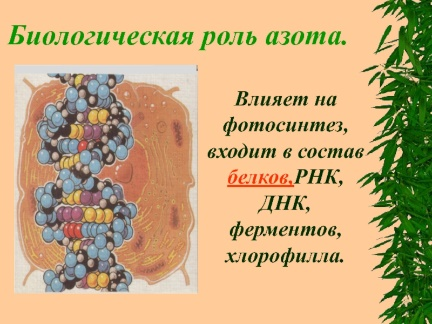 Биологическая роль азота.
Влияет на
фотосинтез,
входит в состав
белков,РНК,
ДНК,
ферментов,
хлорофилла.